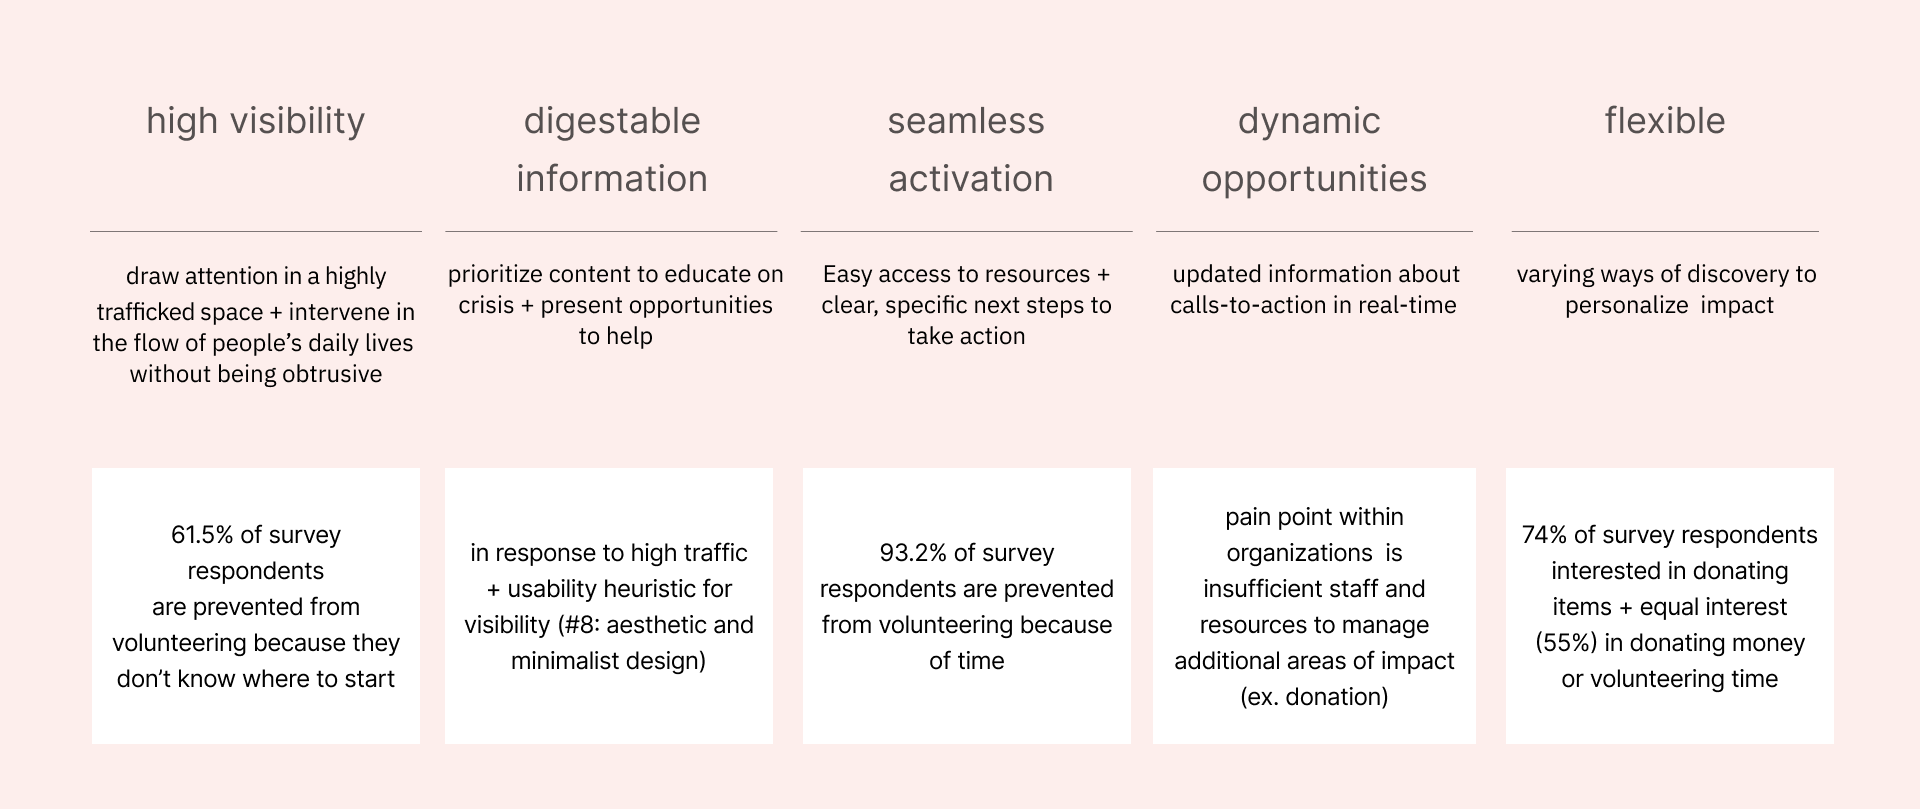 high visibility
digestable
information
seamless
activation
dynamic
opportunities
flexible
draw attention in a highly
trafficked space + intervene in
the flow of people’s daily lives
without being obtrusive
prioritize content to educate on
crisis + present opportunities
to help
Easy access to resources +
clear, specific next steps to
take action
updated information about
calls-to-action in real-time
varying ways of discovery to
personalize  impact
61.5% of survey
respondents
are prevented from
volunteering because they
don’t know where to start
in response to high traffic
+ usability heuristic for
visibility (#8: aesthetic and
minimalist design)
93.2% of survey
respondents are prevented
from volunteering because
of time
pain point within
organizations  is
insufficient staff and
resources to manage
additional areas of impact
(ex. donation)
74% of survey respondents
interested in donating
items + equal interest
(55%) in donating money
or volunteering time